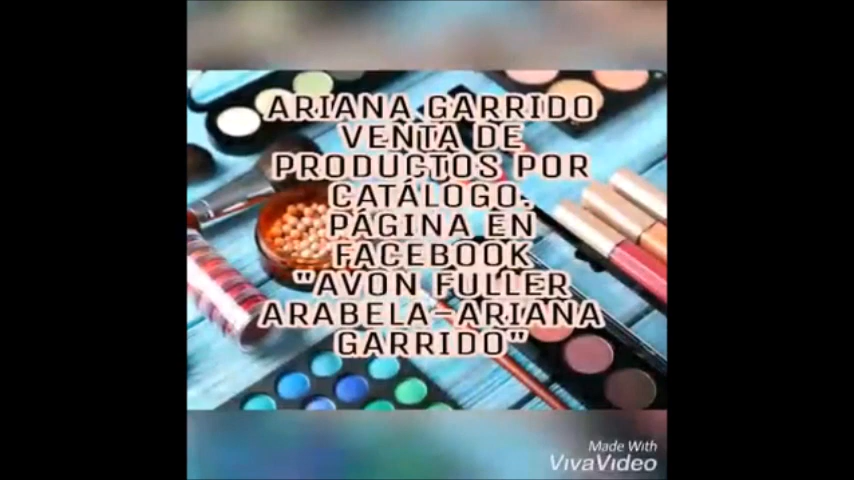 ARIANA GARRIDO
VENTA DE
PRODUCTOS POR
CATÁLOGO.
PÁGINA EN
FACEBOOK
"AVON FULLER
ARABELA-ARIANA
GARRIDO"
Made With
VivaVideo